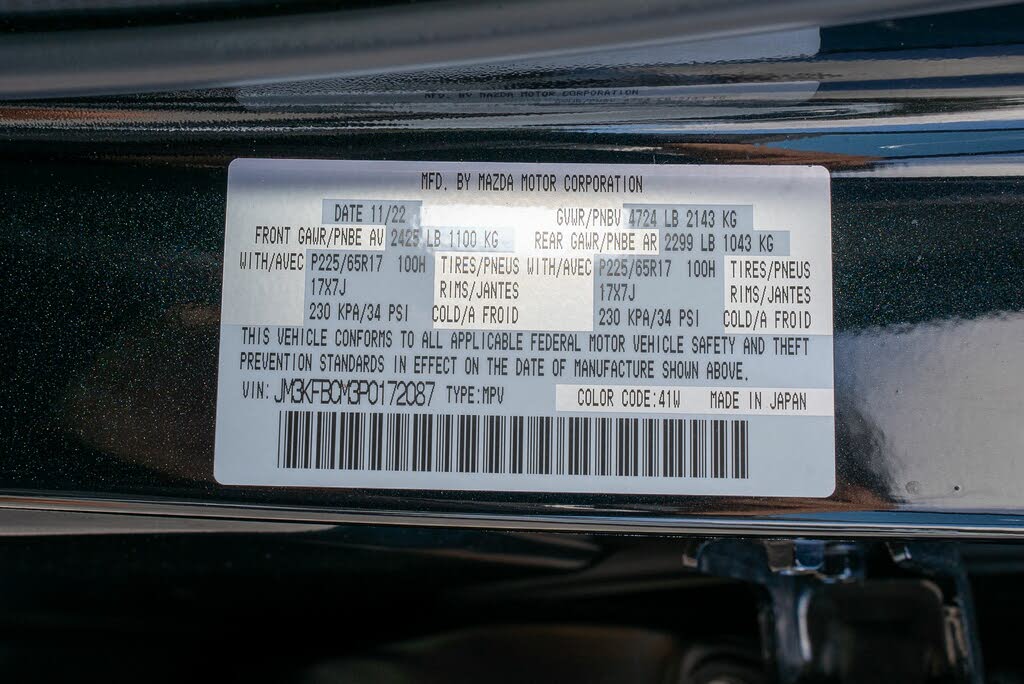 MFD. BY MAZDA MOTOR CORPORATION
MFD. BY MAZDA MOTOR CORPORATION
DATE 11/22 GVWR/PNBV 4724 LB 2143 KG
FRONT GAWR/PNBE AV 2425 LB 1100 KG REAR GAWR/PNBE AR 2299 LB 1043 KG
WITH/AVEC P225/65R17 100H TIRES/PNEUS WITH/AVEC P225/65R17 100H TIRES/PNEUS
17X7J RIMS/JANTES 17X7J RIMS/JANTES
230 KPA/34 PSI COLD/A FROID 230 KPA/34 PSI COLD/A FROID
THIS VEHICLE CONFORMS TO ALL APPLICABLE FEDERAL MOTOR VEHICLE SAFETY AND THEFT
PREVENTION STANDARDS IN EFFECT ON THE DATE OF MANUFACTURE SHOWN ABOVE.
VIN: JM3KFBCM3P0172087 TYPE:MPV COLOR CODE:41W MADE IN JAPAN